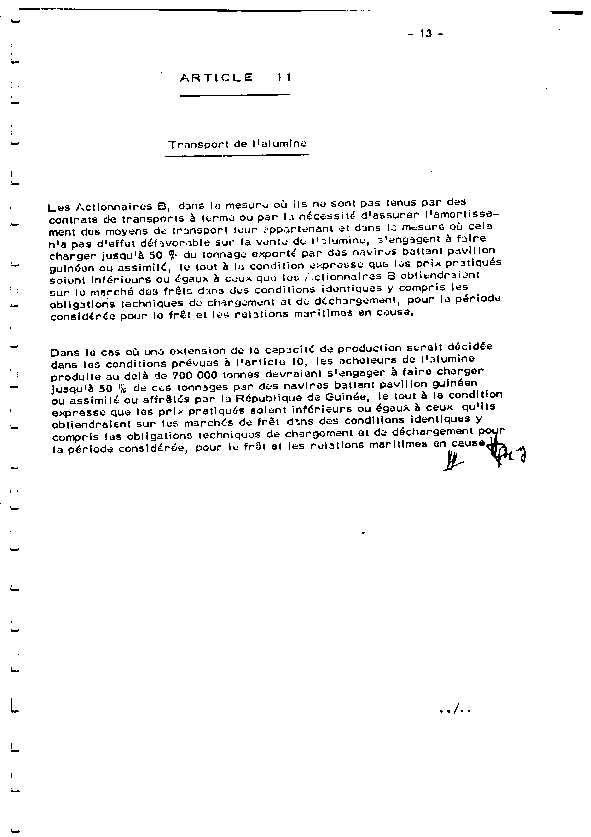 - 13 -
ARTICLE 11
Transport de l'alumine
Les Actionnaires B, dans la mesure où ils ne sont pas tenus par des
contrats de transports à terme ou par la nécessité d'assurer l'amortisse-
ment des moyens de transport leur appartenant et dans la mesure où cela
n'a pas d'effet défavorable sur la vente de l'alumine, s'engagent à faire
charger jusqu'à 50 % du tonnage exporté par des navires battant pavillon
guinéen ou assimilé, le tout à la condition expresse que les prix pratiqués
soient inférieurs ou égaux à ceux que les Actionnaires B obtiendraient
sur le marché des frêts dans des conditions identiques y compris les
obligations techniques de chargement et de déchargement, pour la période
considérée pour le frêt et les relations maritimes en cause.
Dans le cas où une extension de la capacité de production serait décidée
dans les conditions prévues à l'article 10, les acheteurs de l'alumine
produite au delà de 700 000 tonnes devraient s'engager à faire charger
jusqu'à 50 % de ces tonnages par des navires battant pavillon guinéen
ou assimilé ou affrêtés par la République de Guinée, le tout à la condition
expresse que les prix pratiqués soient inférieurs ou égaux à ceux qu'ils
obtiendraient sur les marchés de frêt dans des conditions identiques y
compris les obligations techniques de chargement et de déchargement pour
la période considérée, pour le frêt et les relations maritimes en cause.
../..